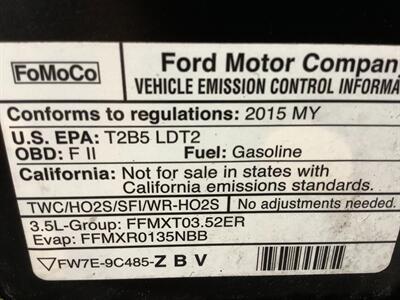 FoMoCo
Ford Motor Compan
VEHICLE EMISSION CONTROL INFORMA
Conforms to regulations: 2015 MY
U.S. EPA: T2B5 LDT2
OBD: F II Fuel: Gasoline
California: Not for sale in states with
California emissions standards.
TWC/HO2S/SFI/WR-HO2S No adjustments needed.
3.5L-Group: FFMXT03.52ER
Evap: FFMXR0135NBB
FW7E-9C485-Z B V